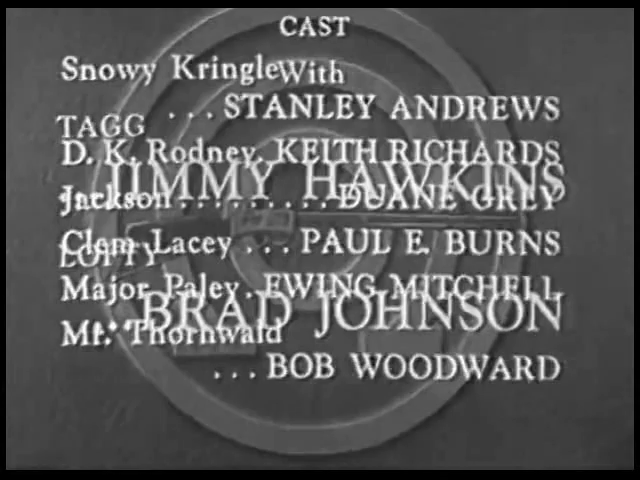 CAST
Snowy Kringle With
. . . STANLEY ANDREWS
TAGG
D. K. Rodney. KEITH RICHARDS
JIMMY HAWKINS
Jackson . . . . . . . . . DUANE GREY
Clem Lacey . . . PAUL E. BURNS
LOFTY
Major Paley. EWING MITCHELL
BRAD JOHNSON
Mr. Thornwald
. . . BOB WOODWARD